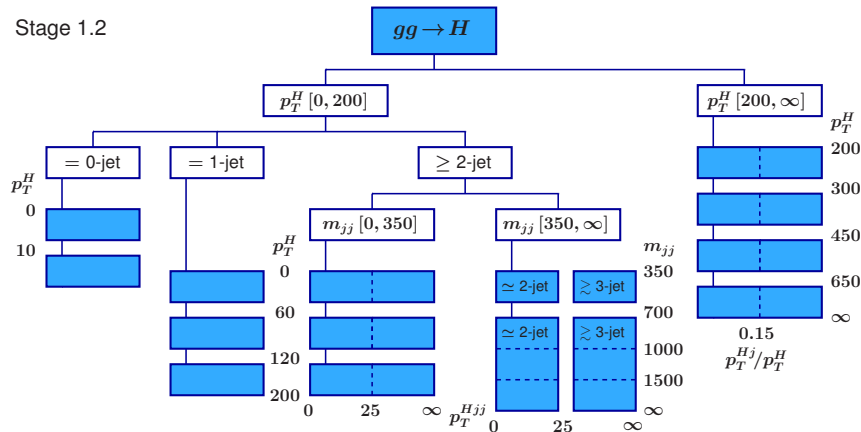 Stage 1.2
gg → H
p_T^H [0, 200]
p_T^H [200, ∞]
= 0-jet
= 1-jet
≥ 2-jet
p_T^H
0
10
m_jj [0, 350]
m_jj [350, ∞]
p_T^H
0
60
120
200
0
25
∞
≃ 2-jet
≳ 3-jet
≃ 2-jet
≳ 3-jet
m_jj
350
700
1000
1500
∞
p_T^Hjj
0
25
∞
p_T^H
200
300
450
650
∞
0.15
p_T^Hj/p_T^H